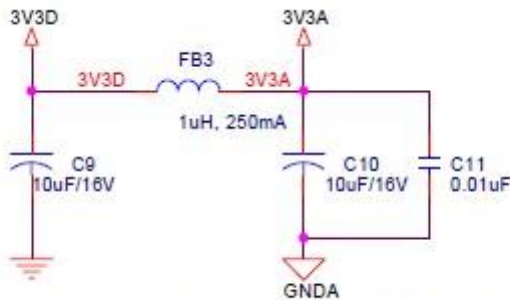 3V3D
3V3A
FB3
3V3D
3V3A
1uH, 250mA
C9
10uF/16V
C10
10uF/16V
C11
0.01uF
GNDA